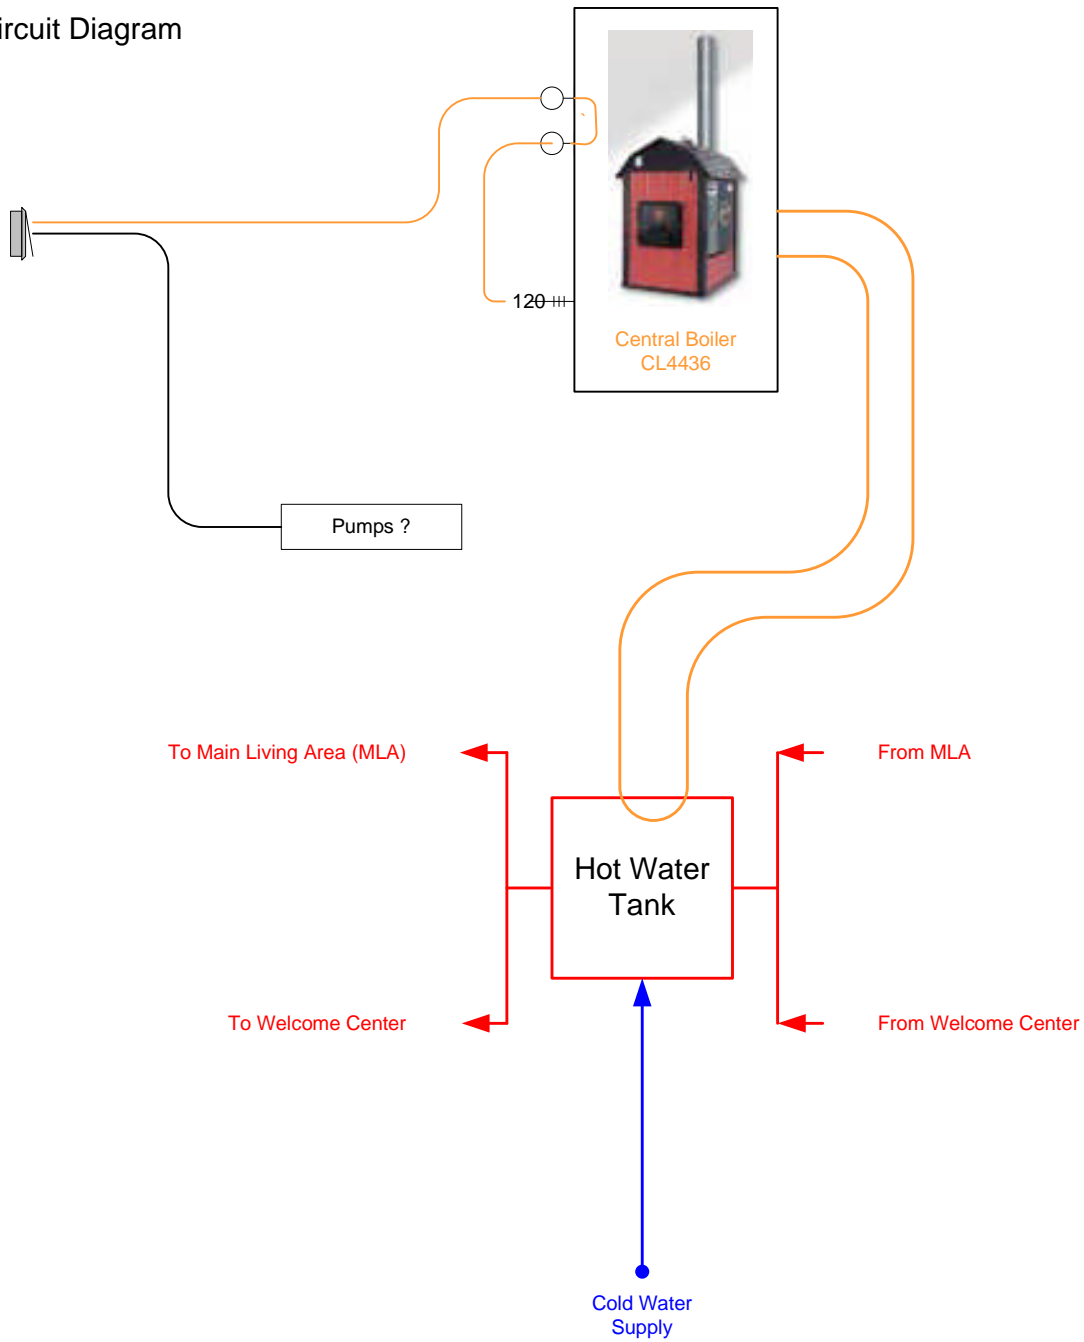 ircuit Diagram
120
Central Boiler
CL4436
Pumps ?
To Main Living Area (MLA)
From MLA
Hot Water
Tank
To Welcome Center
From Welcome Center
Cold Water
Supply